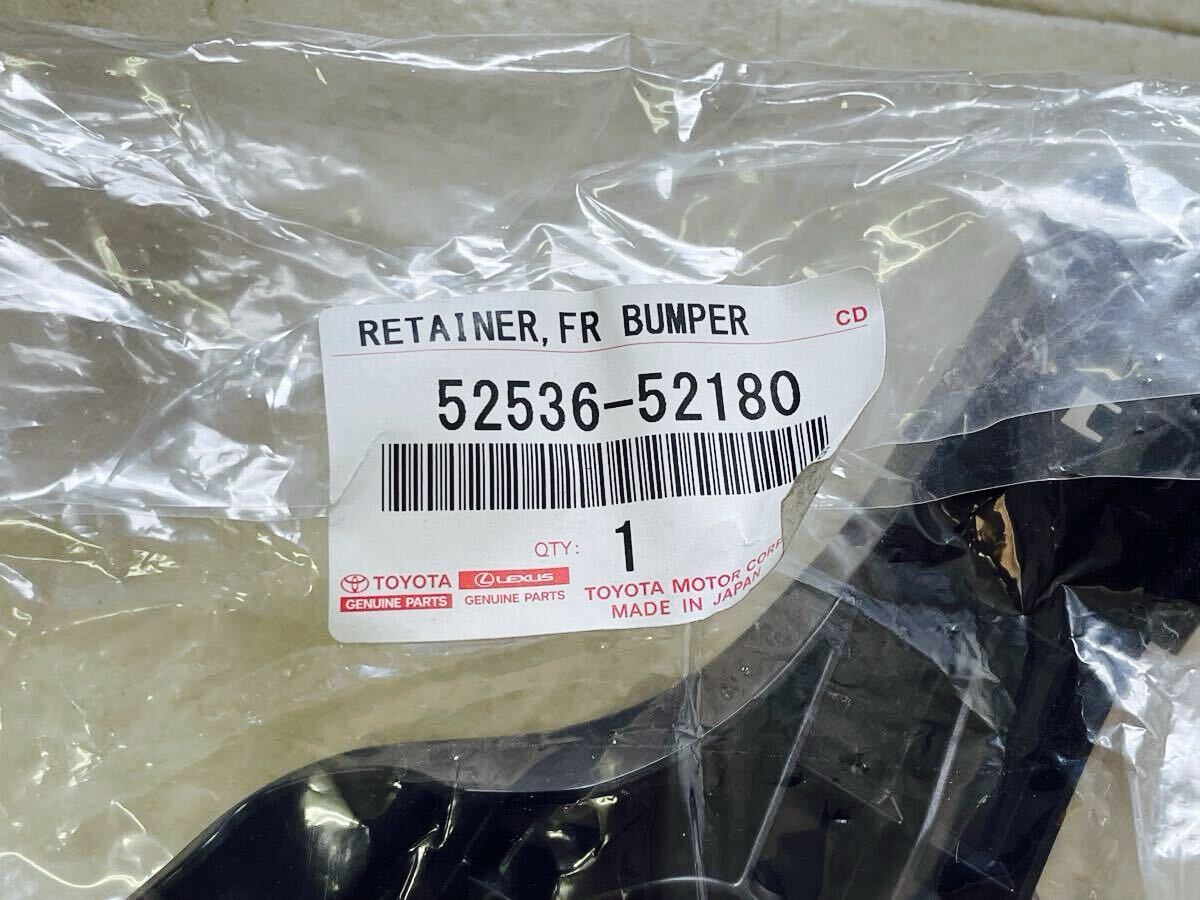 RETAINER, FR BUMPER CD
52536-52180
QTY: 1
TOYOTA LEXUS
GENUINE PARTS GENUINE PARTS
TOYOTA MOTOR CORP
MADE IN JAPAN